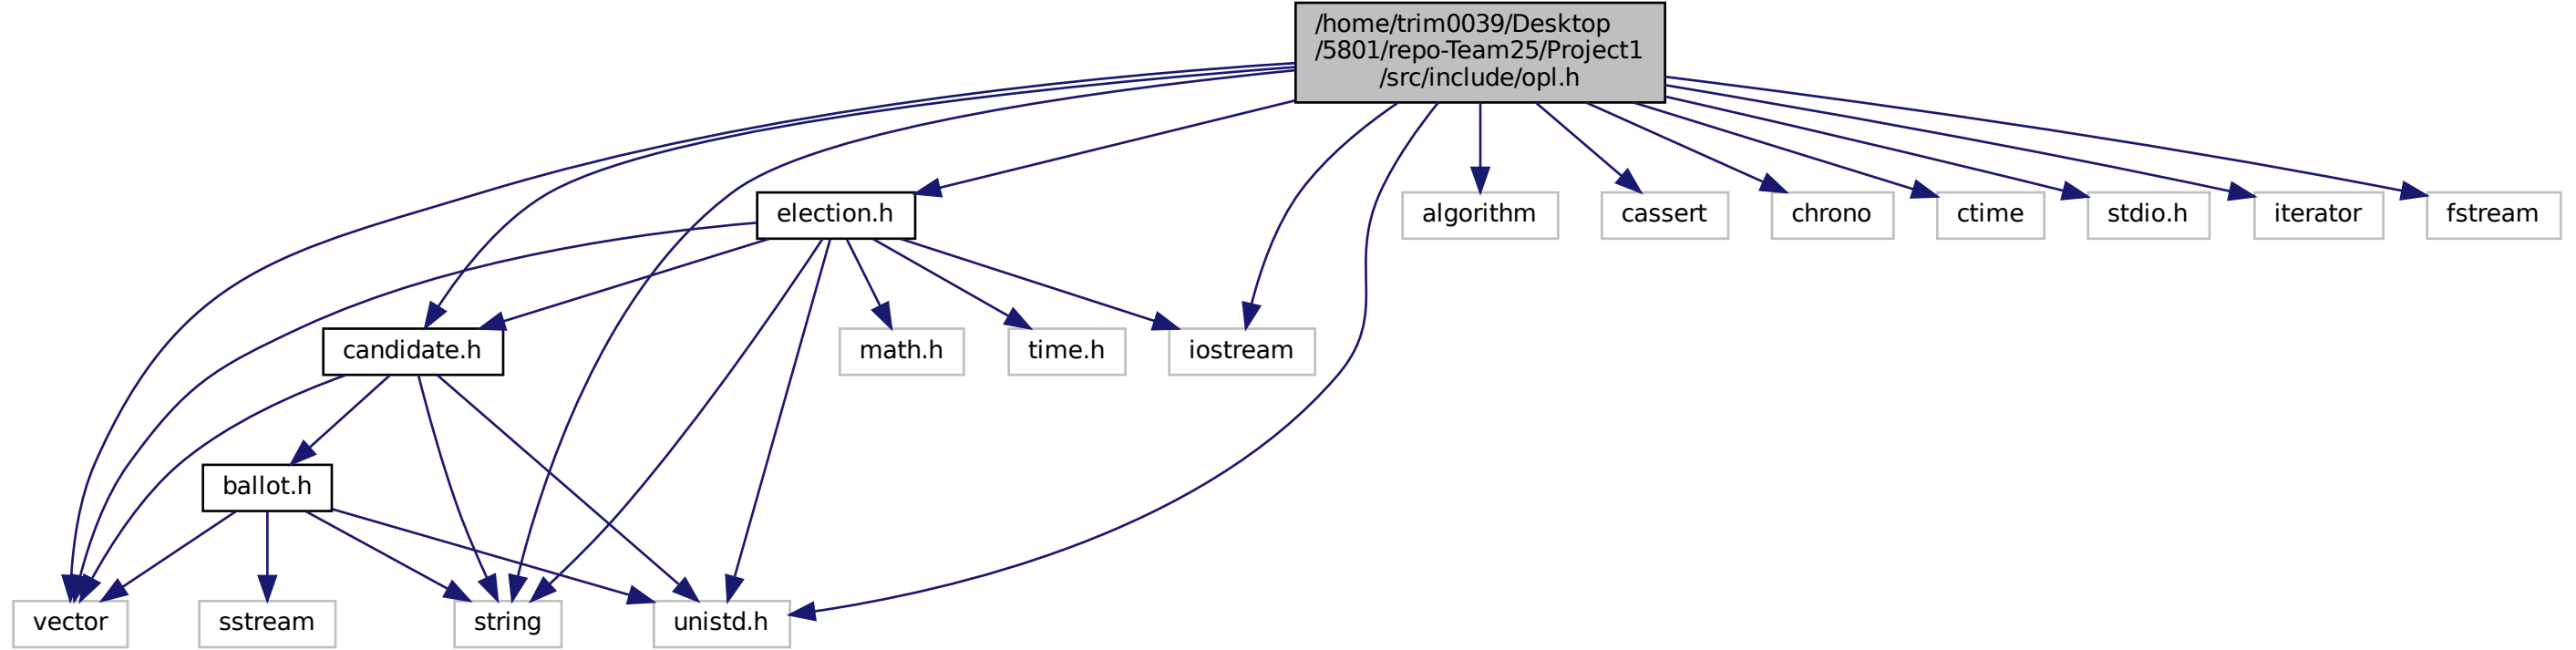 /home/trim0039/Desktop
/5801/repo-Team25/Project1
/src/include/opl.h
election.h
algorithm
cassert
chrono
ctime
stdio.h
iterator
fstream
candidate.h
math.h
time.h
iostream
ballot.h
vector
sstream
string
unistd.h